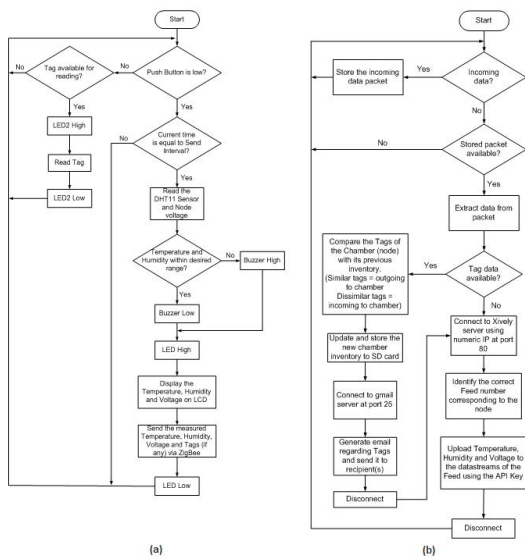 Start
Push Button is low?
No
Tag available for
reading?
No
Yes
LED2 High
Read Tag
LED2 Low
Yes
Current time
is equal to Send
Interval?
No
Yes
Read the
DHT11 Sensor
and Node
voltage
Temperature and
Humidity within desired
range?
No
Buzzer High
Yes
Buzzer Low
LED High
Display the
Temperature, Humidity
and Voltage on LCD
Send the measured
Temperature, Humidity,
Voltage and Tags (if
any) via ZigBee
LED Low
(a)
Start
Incoming
data?
Yes
Store the incoming
data packet
No
Stored packet
available?
No
Yes
Extract data from
packet
Tag data
available?
Yes
Compare the Tags of
the Chamber (node)
with its previous
inventory.
(Similar tags = outgoing
to chamber
Dissimilar tags =
incoming to chamber)
Update and store the
new chamber
inventory to SD card
Connect to gmail
server at port 25
Generate email
regarding Tags
and send it to
recipient(s)
Disconnect
No
Connect to Xively
server using
numeric IP at port
80
Identify the correct
Feed number
corresponding to the
node
Upload Temperature,
Humidity and Voltage to
the datastreams of the
Feed using the API Key
Disconnect
(b)